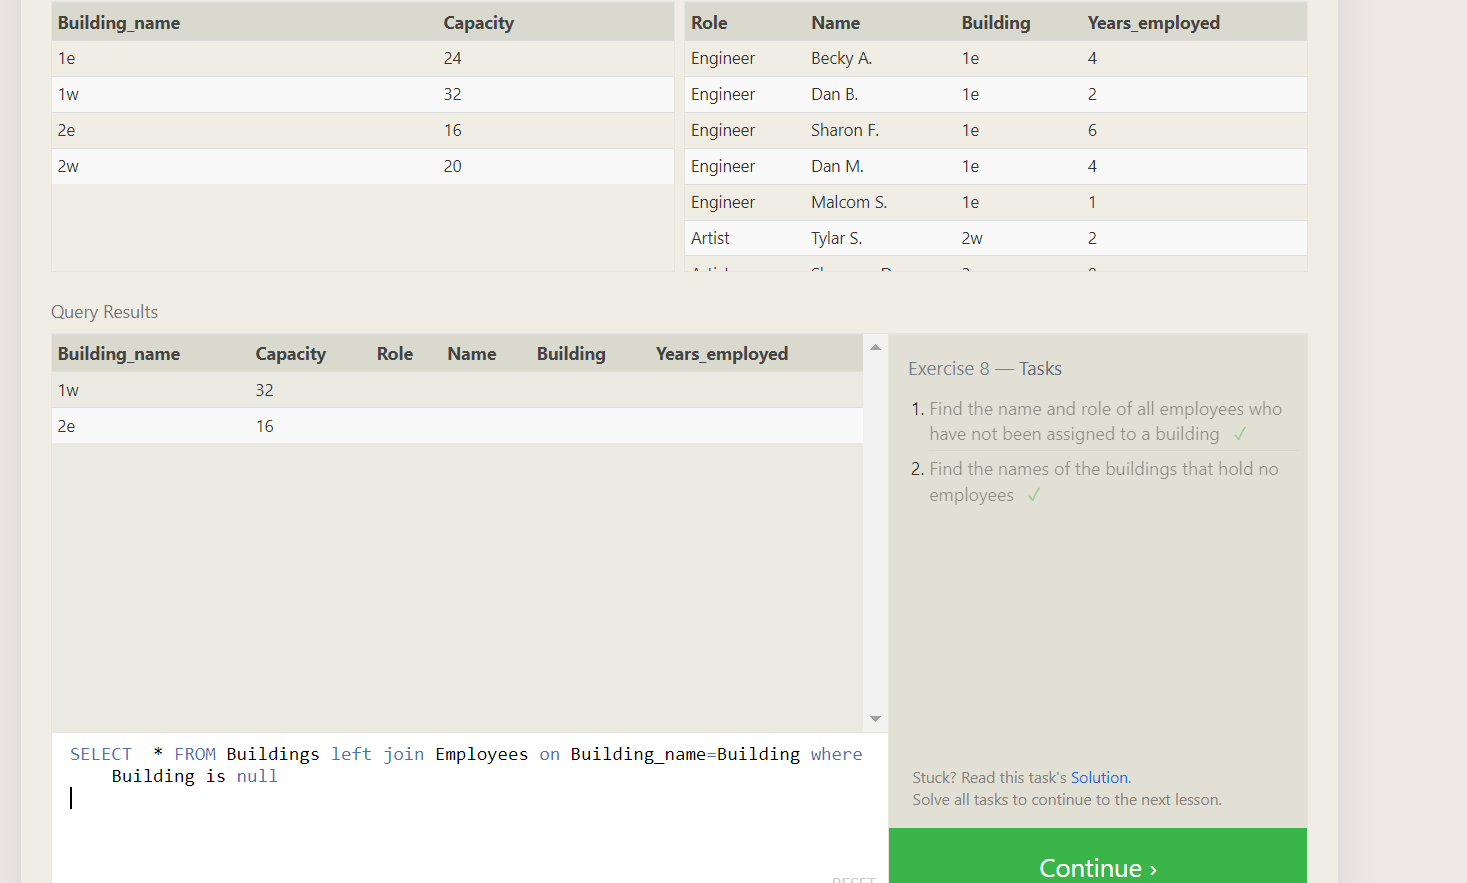 Building_name Capacity
1e 24
1w 32
2e 16
2w 20
Role Name Building Years_employed
Engineer Becky A. 1e 4
Engineer Dan B. 1e 2
Engineer Sharon F. 1e 6
Engineer Dan M. 1e 4
Engineer Malcom S. 1e 1
Artist Tylar S. 2w 2
Query Results
Building_name Capacity Role Name Building Years_employed
1w 32
2e 16
Exercise 8 — Tasks
1. Find the name and role of all employees who
have not been assigned to a building ✓
2. Find the names of the buildings that hold no
employees ✓
SELECT * FROM Buildings left join Employees on Building_name=Building where
Building is null
Stuck? Read this task's Solution.
Solve all tasks to continue to the next lesson.
Continue ›
RESET